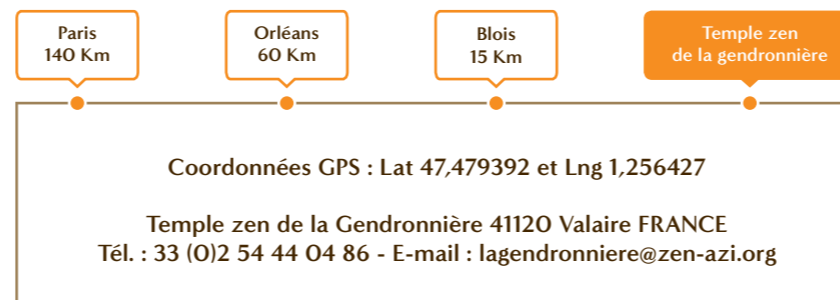 Paris
140 Km
Orléans
60 Km
Blois
15 Km
Temple zen
de la gendronnière
Coordonnées GPS : Lat 47,479392 et Lng 1,256427
Temple zen de la Gendronnière 41120 Valaire FRANCE
Tél. : 33 (0)2 54 44 04 86 - E-mail : lagendronniere@zen-azi.org